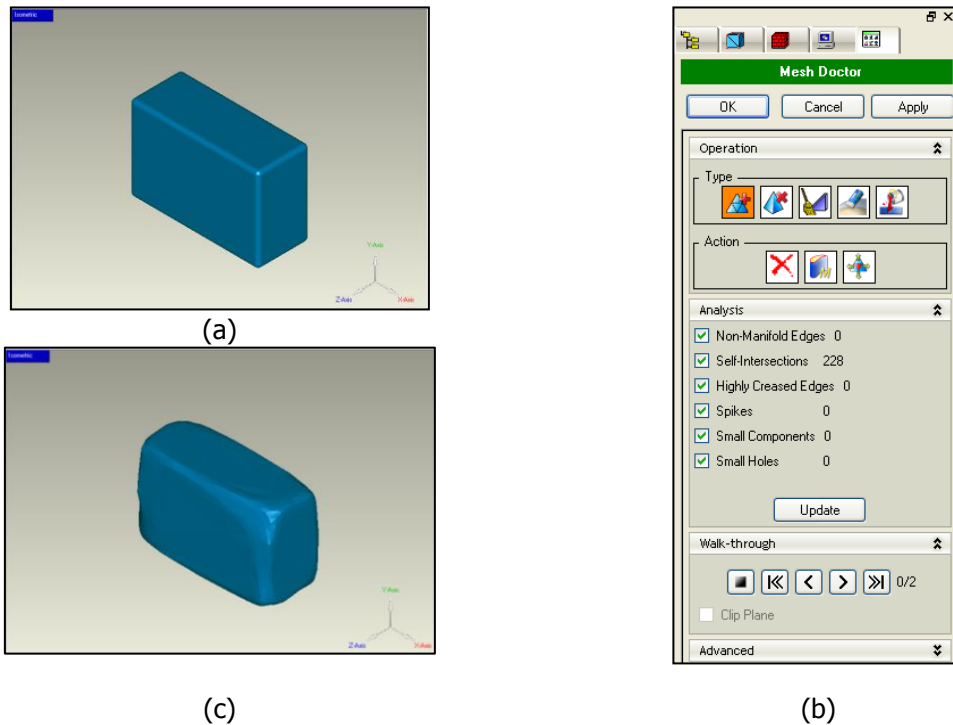 Isometric
Y-Axis
Z-Axis
X-Axis
(a)
Isometric
Y-Axis
Z-Axis
X-Axis
(c)
Mesh Doctor
OK Cancel Apply
Operation
Type
Action
Analysis
Non-Manifold Edges 0
Self-Intersections 228
Highly Creased Edges 0
Spikes 0
Small Components 0
Small Holes 0
Update
Walk-through
0/2
Clip Plane
Advanced
(b)